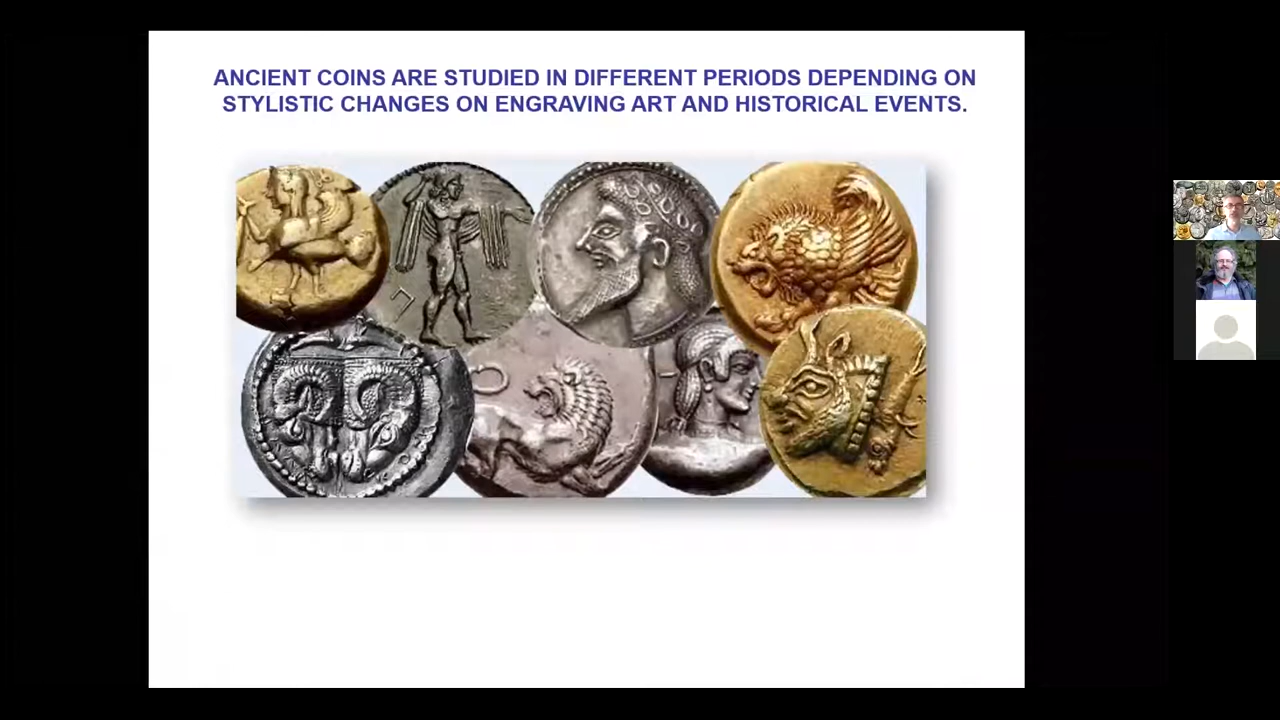 ANCIENT COINS ARE STUDIED IN DIFFERENT PERIODS DEPENDING ON
STYLISTIC CHANGES ON ENGRAVING ART AND HISTORICAL EVENTS.